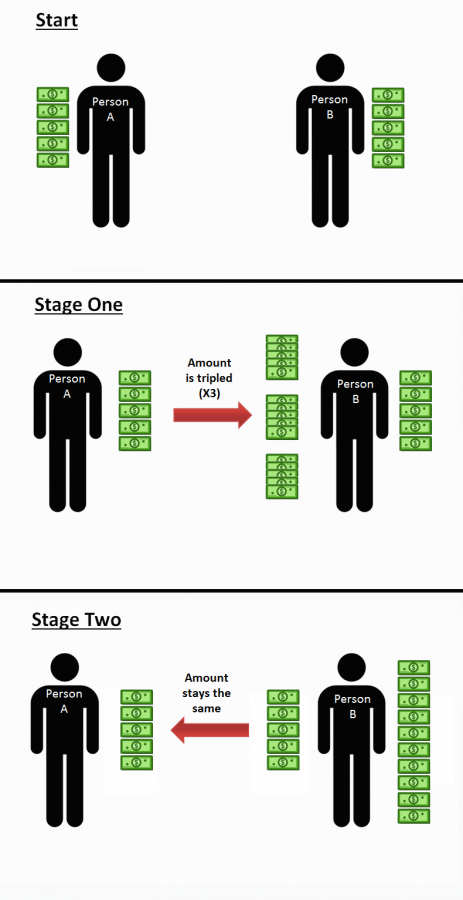 Start
Person
A
Person
B
Stage One
Person
A
Amount
is tripled
(X3)
Person
B
Stage Two
Person
A
Amount
stays the
same
Person
B